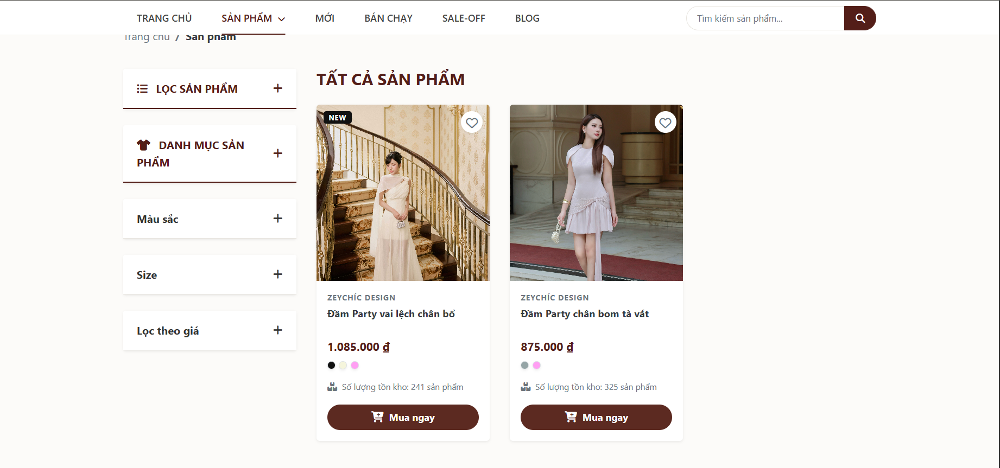 TRANG CHỦ SẢN PHẨM MỚI BÁN CHẠY SALE-OFF BLOG Tìm kiếm sản phẩm...
Trang chủ / Sản phẩm
LỌC SẢN PHẨM
DANH MỤC SẢN
PHẨM
Màu sắc
Size
Lọc theo giá
TẤT CẢ SẢN PHẨM
NEW
ZEYCHÍC DESIGN
Đầm Party vai lệch chân bổ
1.085.000 ₫
Số lượng tồn kho: 241 sản phẩm
Mua ngay
ZEYCHÍC DESIGN
Đầm Party chân bom tà vắt
875.000 ₫
Số lượng tồn kho: 325 sản phẩm
Mua ngay